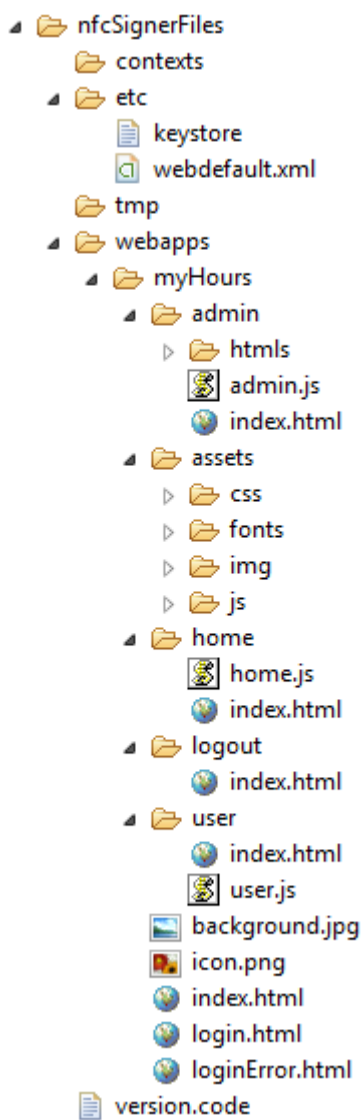 nfcSignerFiles
contexts
etc
keystore
webdefault.xml
tmp
webapps
myHours
admin
htmls
admin.js
index.html
assets
css
fonts
img
js
home
home.js
index.html
logout
index.html
user
index.html
user.js
background.jpg
icon.png
index.html
login.html
loginError.html
version.code